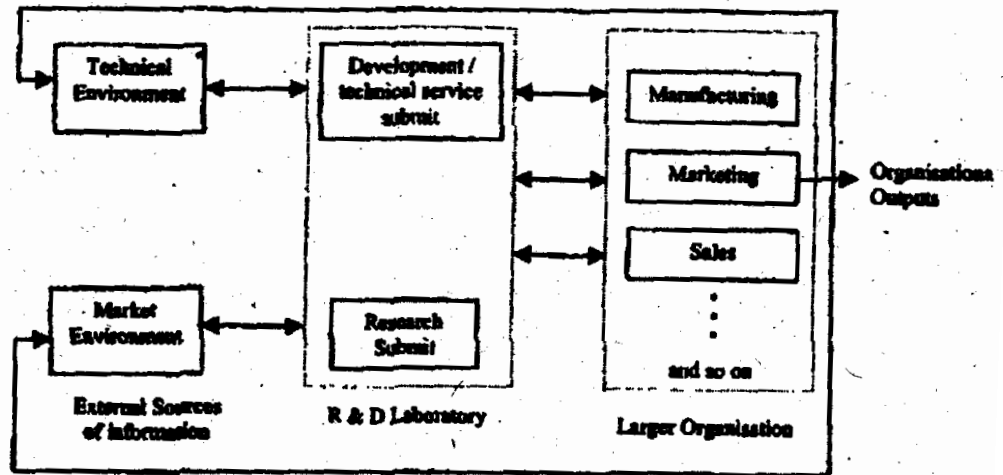 Technical
Environment
Development /
technical service
submit
Manufacturing
Marketing
Organisationa
Outputs
Sales
Market
Environment
Research
Submit
and so on
External Sources
of information
R & D Laboratory
Larger Organisation